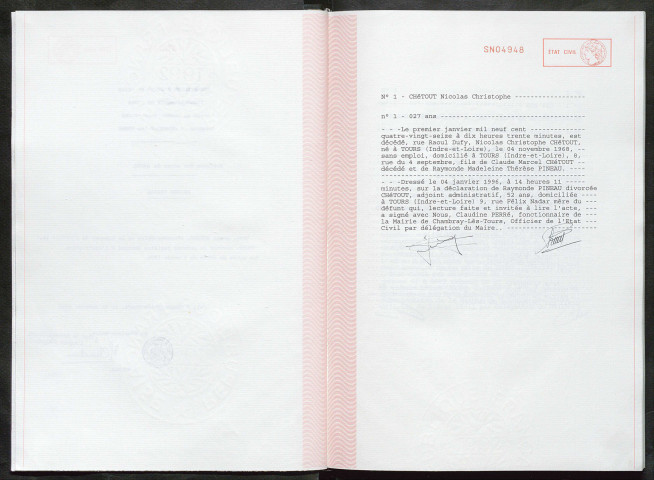 SN04948
ETAT CIVIL
N° 1 - CHéTOUT Nicolas Christophe -----------------
n° 1 - 027 ans ---------------------------------------
- - -Le premier janvier mil neuf cent --------------
quatre-vingt-seize à dix heures trente minutes, est
décédé, rue Raoul Dufy, Nicolas Christophe CHéTOUT,
né à TOURS (Indre-et-Loire), le 04 novembre 1968, --
sans emploi, domicilié à TOURS (Indre-et-Loire), 8,
rue du 4 septembre, fils de Claude Marcel CHéTOUT --
décédé et de Raymonde Madeleine Thérèse PINEAU. ----
- - -Dressé le 04 janvier 1996, à 14 heures 11 -----
minutes, sur la déclaration de Raymonde PINEAU divorcée
CHéTOUT, adjoint administratif, 52 ans, domiciliée ----
à TOURS (Indre-et-Loire) 9, rue Félix Nadar mère du ---
défunt qui, lecture faite et invitée à lire l'acte, ---
a signé avec Nous, Claudine PERRé, fonctionnaire de ---
la Mairie de Chambray-Lès-Tours, Officier de l'Etat ---
Civil par délégation du Maire.. -----------------------